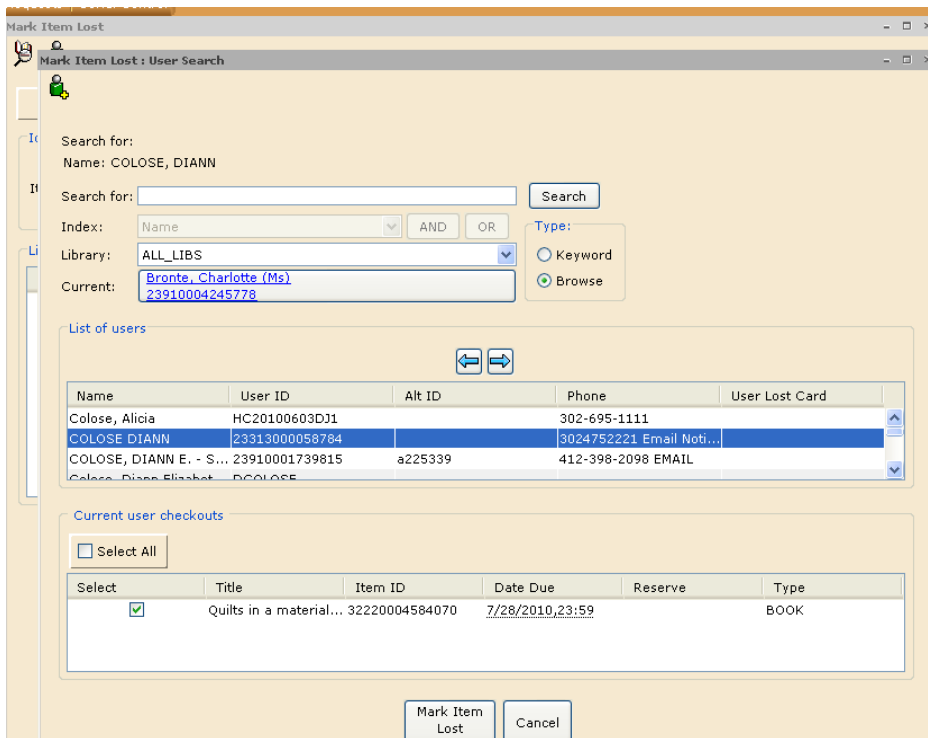 Mark Item Lost
Mark Item Lost : User Search
Search for:
Name: COLOSE, DIANN
Search for: Search
Index: Name AND OR Type:
Library: ALL_LIBS Keyword
Current: Bronte, Charlotte (Ms) Browse
23910004245778
List of users
Name User ID Alt ID Phone User Lost Card
Colose, Alicia HC20100603DJ1 302-695-1111
COLOSE DIANN 23313000058784 3024752221 Email Noti...
COLOSE, DIANN E. - S... 23910001739815 a225339 412-398-2098 EMAIL
Colose, Diann Elizabet... DCOLOSE
Current user checkouts
Select All
Select Title Item ID Date Due Reserve Type
Quilts in a material... 32220004584070 7/28/2010,23:59 BOOK
Mark Item
Lost
Cancel